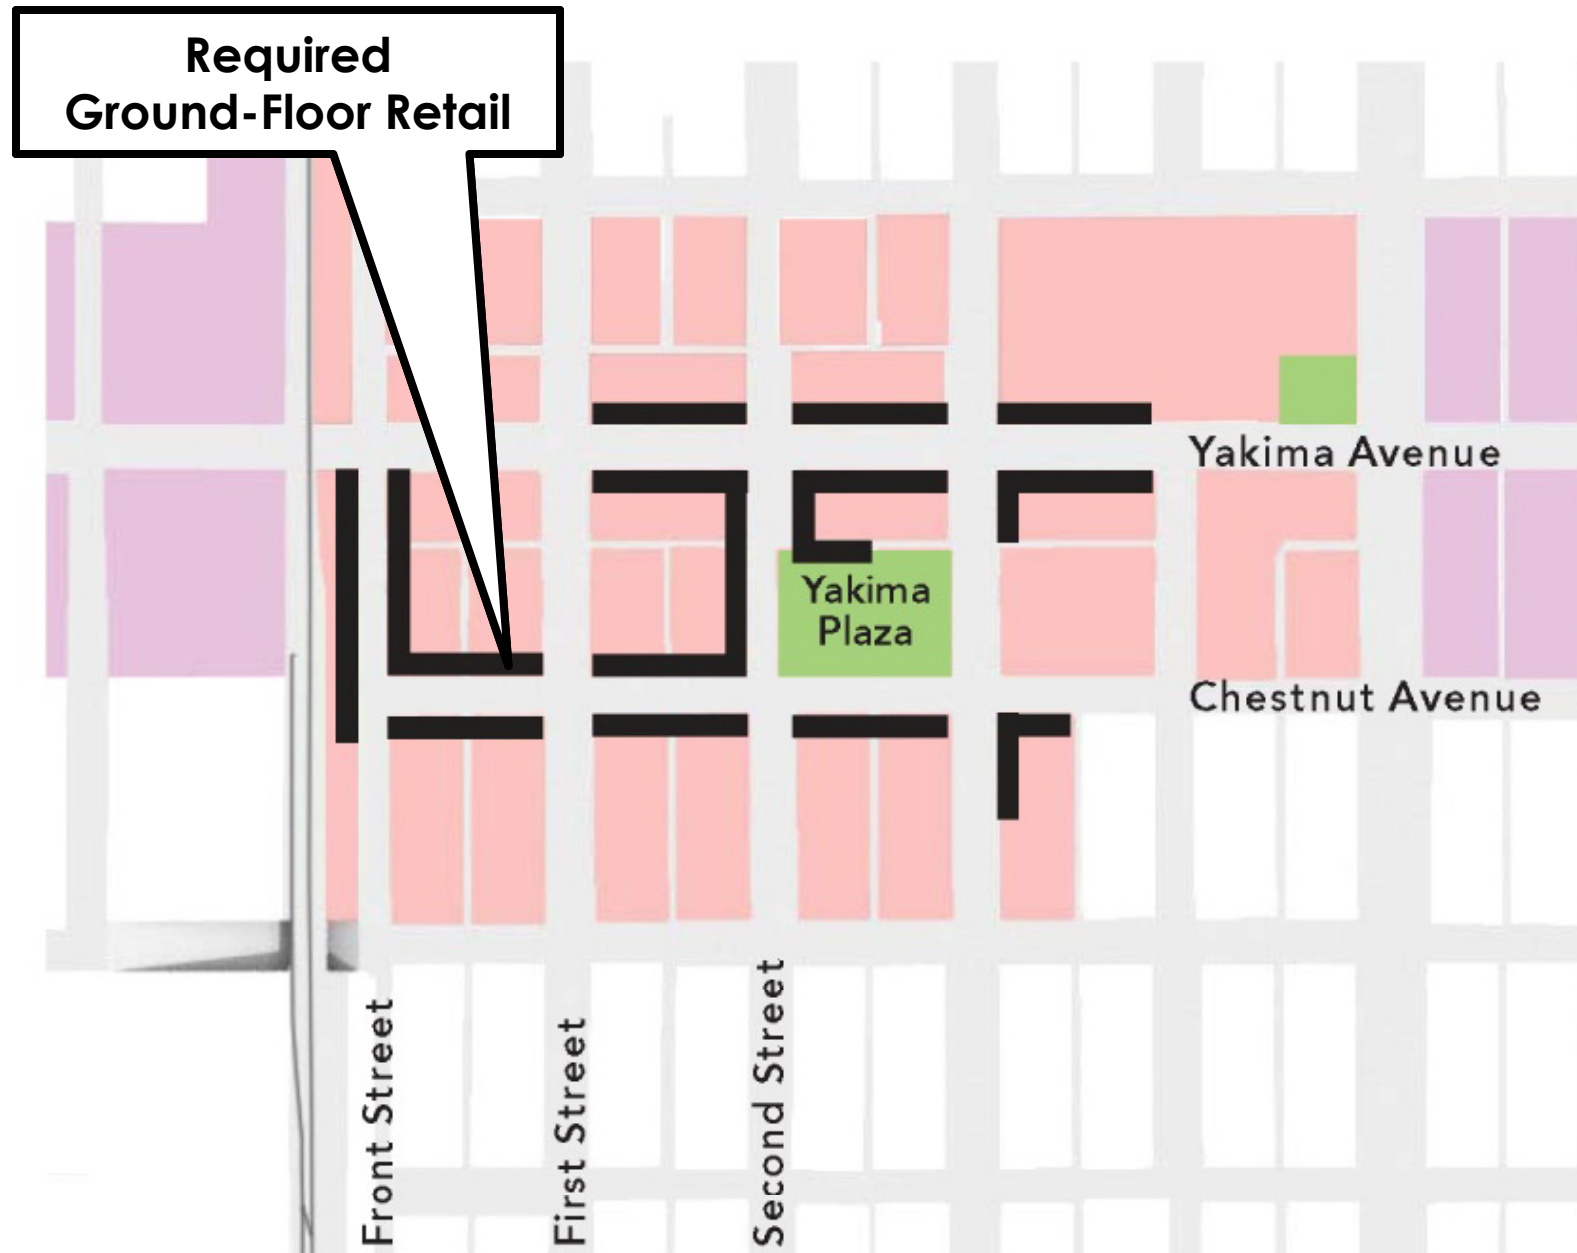 Required
Ground-Floor Retail
Yakima Avenue
Yakima
Plaza
Chestnut Avenue
Front Street
First Street
Second Street